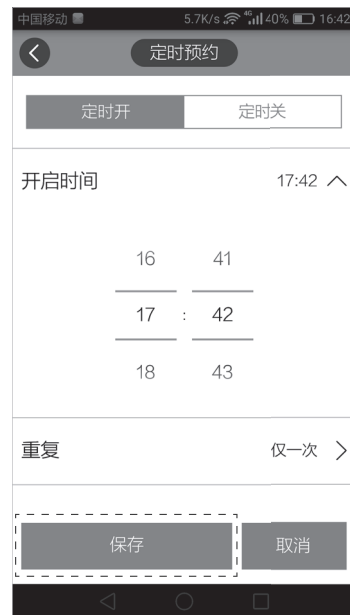 中国移动 5.7K/s 4G 40% 16:42
定时预约
定时开 定时关
开启时间 17:42
16 41
17 : 42
18 43
重复 仅一次
保存 取消